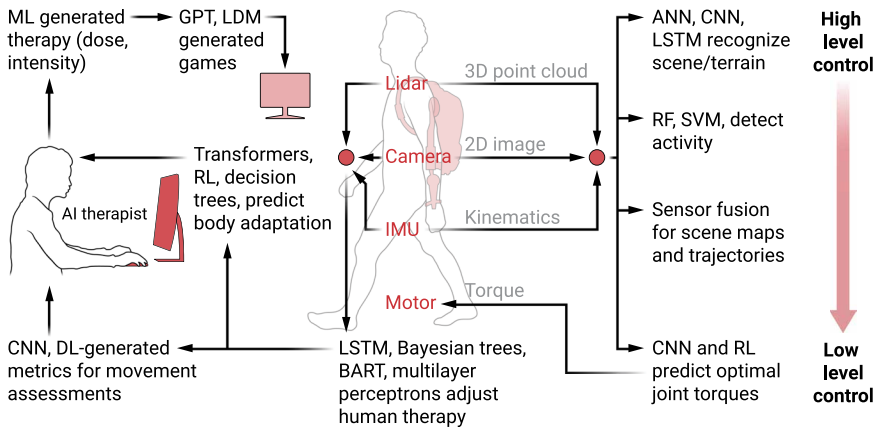 ML generated
therapy (dose,
intensity)
GPT, LDM
generated
games
Lidar
3D point cloud
Camera
2D image
IMU
Kinematics
Motor
Torque
ANN, CNN,
LSTM recognize
scene/terrain
RF, SVM, detect
activity
Sensor fusion
for scene maps
and trajectories
CNN and RL
predict optimal
joint torques
High
level
control
Low
level
control
Transformers,
RL, decision
trees, predict
body adaptation
AI therapist
CNN, DL-generated
metrics for movement
assessments
LSTM, Bayesian trees,
BART, multilayer
perceptrons adjust
human therapy